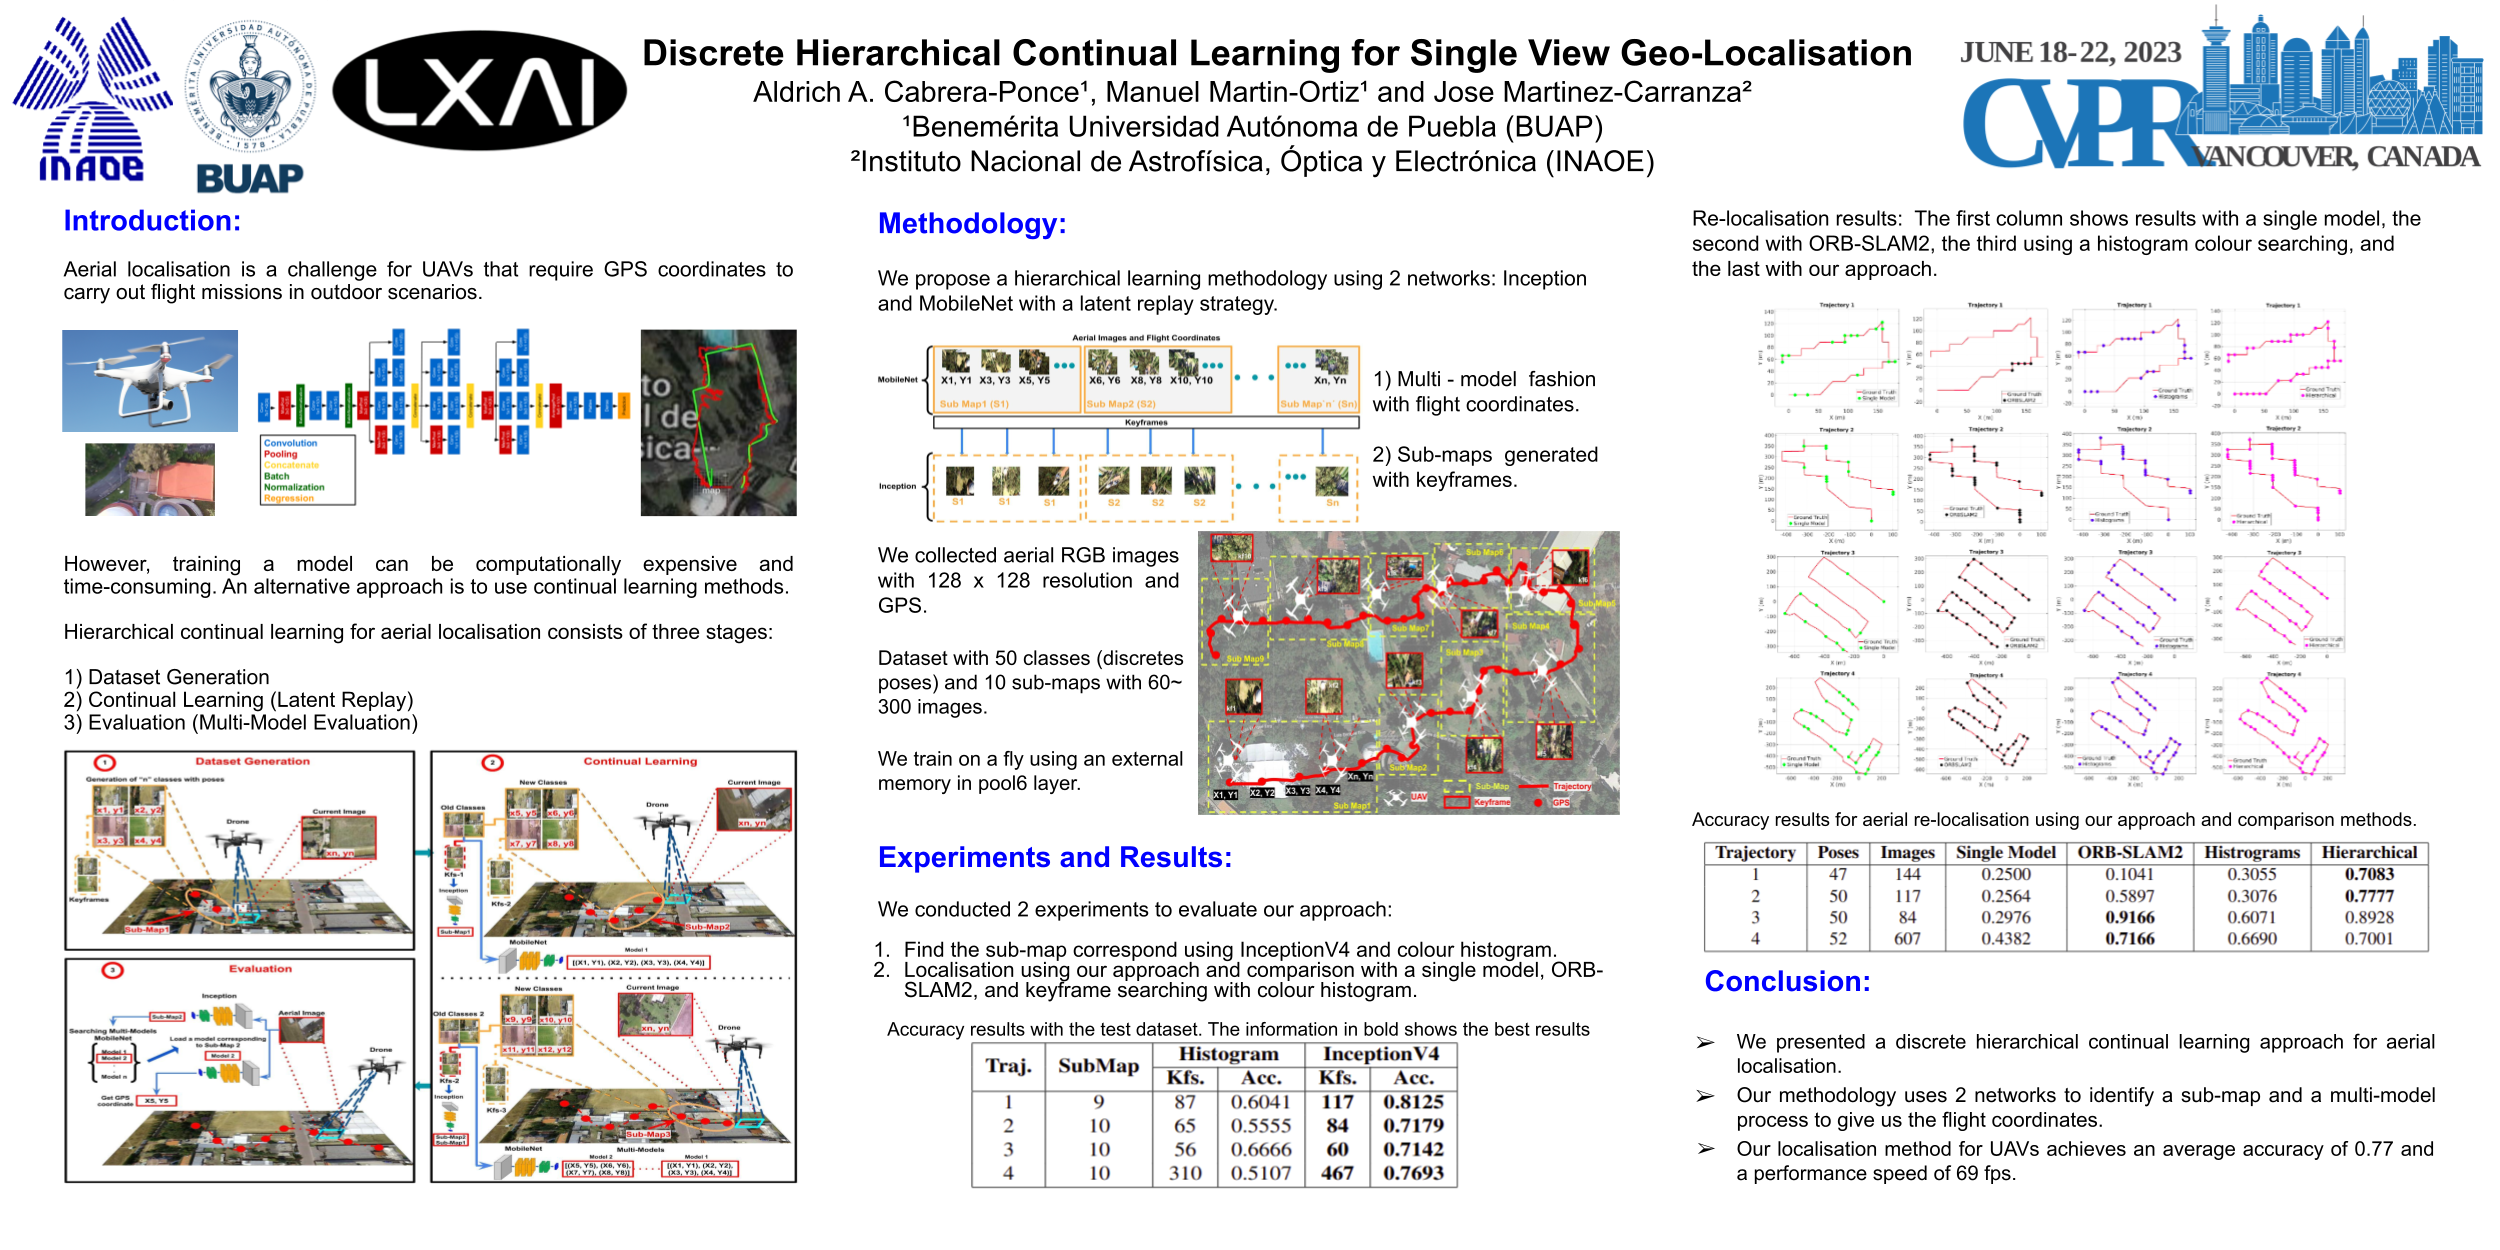 INAOE
BENEMÉRITA UNIVERSIDAD AUTÓNOMA DE PUEBLA
1578
BUAP
LXAI
Discrete Hierarchical Continual Learning for Single View Geo-Localisation
Aldrich A. Cabrera-Ponce¹, Manuel Martin-Ortiz¹ and Jose Martinez-Carranza²
¹Benemérita Universidad Autónoma de Puebla (BUAP)
²Instituto Nacional de Astrofísica, Óptica y Electrónica (INAOE)
JUNE 18-22, 2023
CVPR
VANCOUVER, CANADA
Introduction:
Aerial localisation is a challenge for UAVs that require GPS coordinates to
carry out flight missions in outdoor scenarios.
Convolution
Pooling
Concatenate
Batch
Normalization
Regression
map
However, training a model can be computationally expensive and
time-consuming. An alternative approach is to use continual learning methods.
Hierarchical continual learning for aerial localisation consists of three stages:
1) Dataset Generation
2) Continual Learning (Latent Replay)
3) Evaluation (Multi-Model Evaluation)
1
Dataset Generation
Generation of "n" classes with poses
x1, y1 x2, y2
x3, y3 x4, y4
Drone
Current Image
xn, yn
Keyframes
Sub-Map1
2
Continual Learning
New Classes
Current Image
Old Classes
x5, y5 x6, y6
x7, y7 x8, y8
Drone
xn, yn
Kfs-1
Inception
Kfs-2
Sub-Map1
Sub-Map2
MobileNet
Model 1
[(X1, Y1), (X2, Y2), (X3, Y3), (X4, Y4)]
New Classes
Current Image
Old Classes 2
x9, y9 x10, y10
x11, y11 x12, y12
xn, yn
Drone
Kfs-2
Inception
Kfs-3
Sub-Map2
Sub-Map1
Sub-Map3
MobileNet
Multi-Models
Model 2
Model 1
[(X5, Y5), (X6, Y6),
(X7, Y7), (X8, Y8)]
[(X1, Y1), (X2, Y2),
(X3, Y3), (X4, Y4)]
3
Evaluation
Inception
Sub-Map2
Aerial Image
Searching Multi-Models
MobileNet
Load a model corresponding
to Sub-Map 2
Model 1
Model 2
Model n
Model 2
Drone
Get GPS
coordinate
X5, Y5
Methodology:
We propose a hierarchical learning methodology using 2 networks: Inception
and MobileNet with a latent replay strategy.
Aerial Images and Flight Coordinates
MobileNet
X1, Y1 X3, Y3 X5, Y5
X6, Y6 X8, Y8 X10, Y10
Xn, Yn
Sub Map1 (S1)
Sub Map2 (S2)
Sub Map`n` (Sn)
Keyframes
Inception
S1 S1 S1
S2 S2 S2
Sn
1) Multi - model fashion
with flight coordinates.
2) Sub-maps generated
with keyframes.
We collected aerial RGB images
with 128 x 128 resolution and
GPS.
Dataset with 50 classes (discretes
poses) and 10 sub-maps with 60~
300 images.
We train on a fly using an external
memory in pool6 layer.
Sub Map6
Sub Map5
Sub Map7
Sub Map4
Sub Map8
Sub Map3
Sub Map9
Sub Map2
Sub Map1
X1, Y1 X2, Y2 X3, Y3 X4, Y4
Xn, Yn
UAV
Sub-Map
Trajectory
Keyframe
GPS
Experiments and Results:
We conducted 2 experiments to evaluate our approach:
1. Find the sub-map correspond using InceptionV4 and colour histogram.
2. Localisation using our approach and comparison with a single model, ORB-
SLAM2, and keyframe searching with colour histogram.
Accuracy results with the test dataset. The information in bold shows the best results
Traj. SubMap Histogram InceptionV4
Kfs. Acc. Kfs. Acc.
1 9 87 0.6041 117 0.8125
2 10 65 0.5555 84 0.7179
3 10 56 0.6666 60 0.7142
4 10 310 0.5107 467 0.7693
Re-localisation results: The first column shows results with a single model, the
second with ORB-SLAM2, the third using a histogram colour searching, and
the last with our approach.
Trajectory 1 Trajectory 1 Trajectory 1 Trajectory 1
Trajectory 2 Trajectory 2 Trajectory 2 Trajectory 2
Trajectory 3 Trajectory 3 Trajectory 3 Trajectory 3
Trajectory 4 Trajectory 4 Trajectory 4 Trajectory 4
Accuracy results for aerial re-localisation using our approach and comparison methods.
Trajectory Poses Images Single Model ORB-SLAM2 Histrograms Hierarchical
1 47 144 0.2500 0.1041 0.3055 0.7083
2 50 117 0.2564 0.5897 0.3076 0.7777
3 50 84 0.2976 0.9166 0.6071 0.8928
4 52 607 0.4382 0.7166 0.6690 0.7001
Conclusion:
➢ We presented a discrete hierarchical continual learning approach for aerial
localisation.
➢ Our methodology uses 2 networks to identify a sub-map and a multi-model
process to give us the flight coordinates.
➢ Our localisation method for UAVs achieves an average accuracy of 0.77 and
a performance speed of 69 fps.